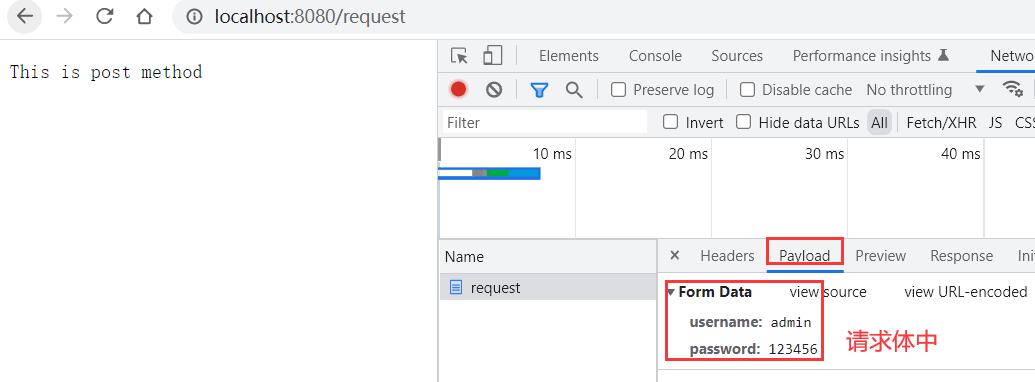 localhost:8080/request
This is post method
Elements Console Sources Performance insights Netwo
Preserve log Disable cache No throttling
Filter Invert Hide data URLs All Fetch/XHR JS CSS
10 ms 20 ms 30 ms 40 ms
Name × Headers Payload Preview Response Ini
request
Form Data view source view URL-encoded
username: admin
password: 123456
请求体中